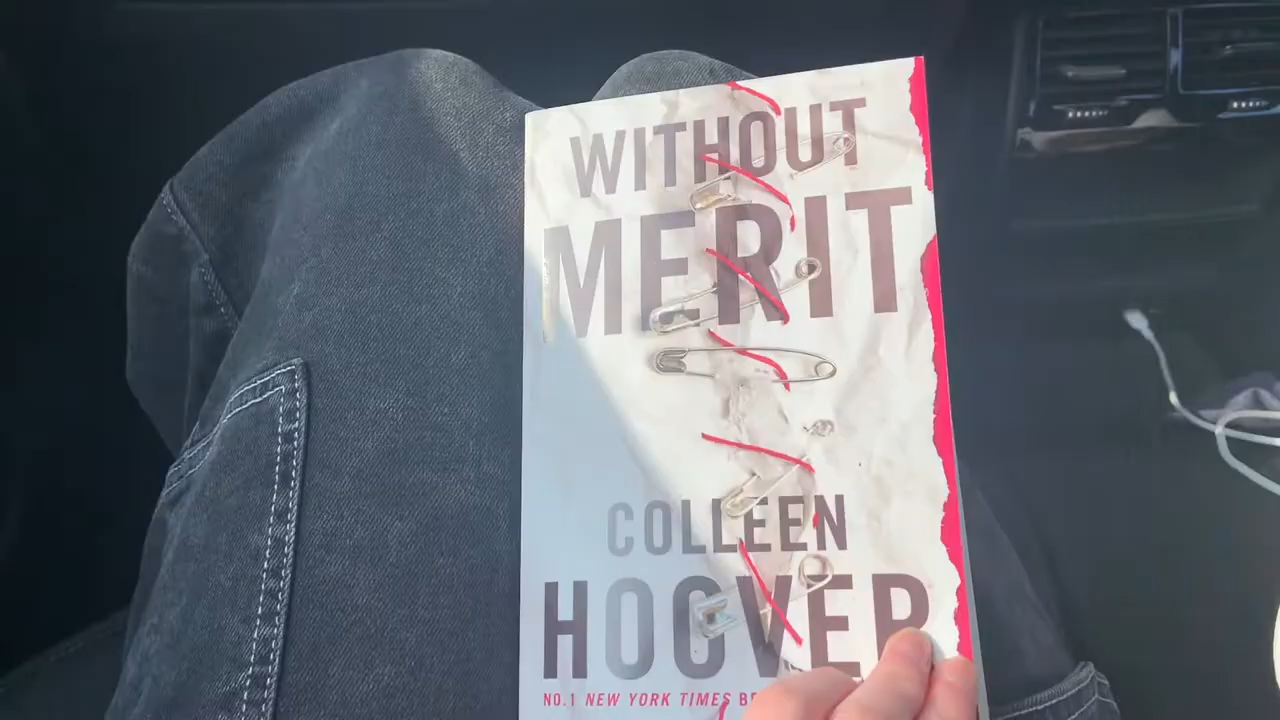 WITHOUT
MERIT
COLLEEN
HOOVER
NO.1 NEW YORK TIMES